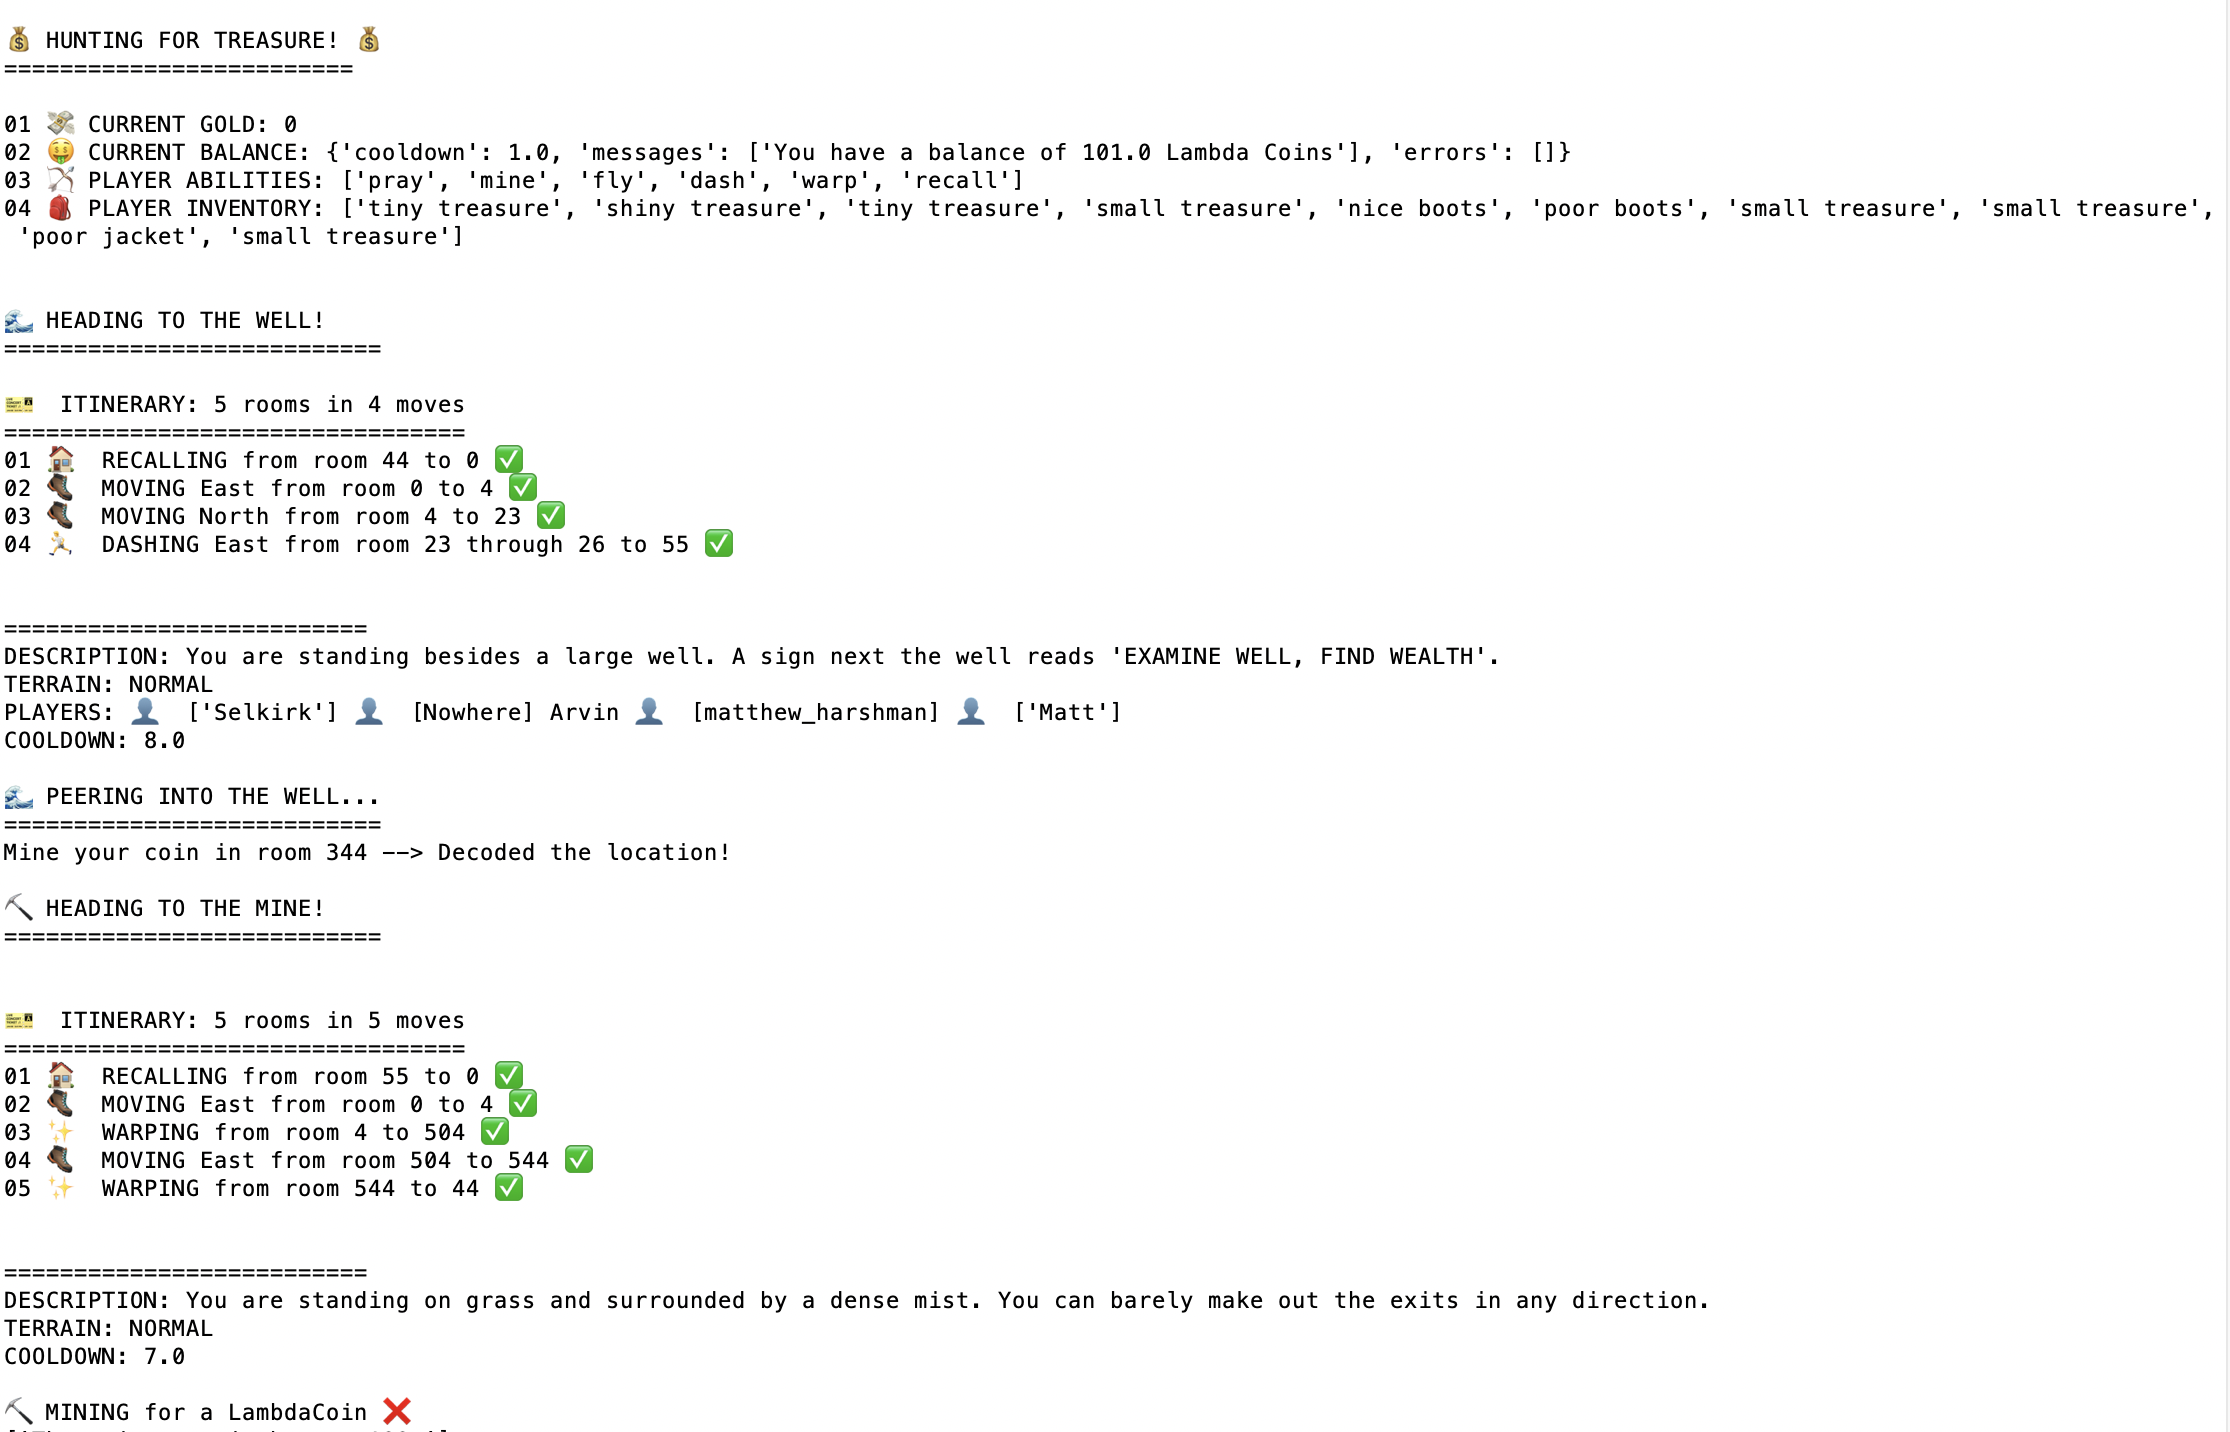 💰 HUNTING FOR TREASURE! 💰
=========================
01 💸 CURRENT GOLD: 0
02 🤑 CURRENT BALANCE: {'cooldown': 1.0, 'messages': ['You have a balance of 101.0 Lambda Coins'], 'errors': []}
03 🏹 PLAYER ABILITIES: ['pray', 'mine', 'fly', 'dash', 'warp', 'recall']
04 🎒 PLAYER INVENTORY: ['tiny treasure', 'shiny treasure', 'tiny treasure', 'small treasure', 'nice boots', 'poor boots', 'small treasure', 'small treasure',
'poor jacket', 'small treasure']
🌊 HEADING TO THE WELL!
===========================
🎫 ITINERARY: 5 rooms in 4 moves
=================================
01 🏠 RECALLING from room 44 to 0 ✅
02 🥾 MOVING East from room 0 to 4 ✅
03 🥾 MOVING North from room 4 to 23 ✅
04 🏃 DASHING East from room 23 through 26 to 55 ✅
==========================
DESCRIPTION: You are standing besides a large well. A sign next the well reads 'EXAMINE WELL, FIND WEALTH'.
TERRAIN: NORMAL
PLAYERS: 👤 ['Selkirk'] 👤 [Nowhere] Arvin 👤 [matthew_harshman] 👤 ['Matt']
COOLDOWN: 8.0
🌊 PEERING INTO THE WELL...
===========================
Mine your coin in room 344 --> Decoded the location!
⛏ HEADING TO THE MINE!
===========================
🎫 ITINERARY: 5 rooms in 5 moves
=================================
01 🏠 RECALLING from room 55 to 0 ✅
02 🥾 MOVING East from room 0 to 4 ✅
03 ✨ WARPING from room 4 to 504 ✅
04 🥾 MOVING East from room 504 to 544 ✅
05 ✨ WARPING from room 544 to 44 ✅
==========================
DESCRIPTION: You are standing on grass and surrounded by a dense mist. You can barely make out the exits in any direction.
TERRAIN: NORMAL
COOLDOWN: 7.0
⛏ MINING for a LambdaCoin ❌